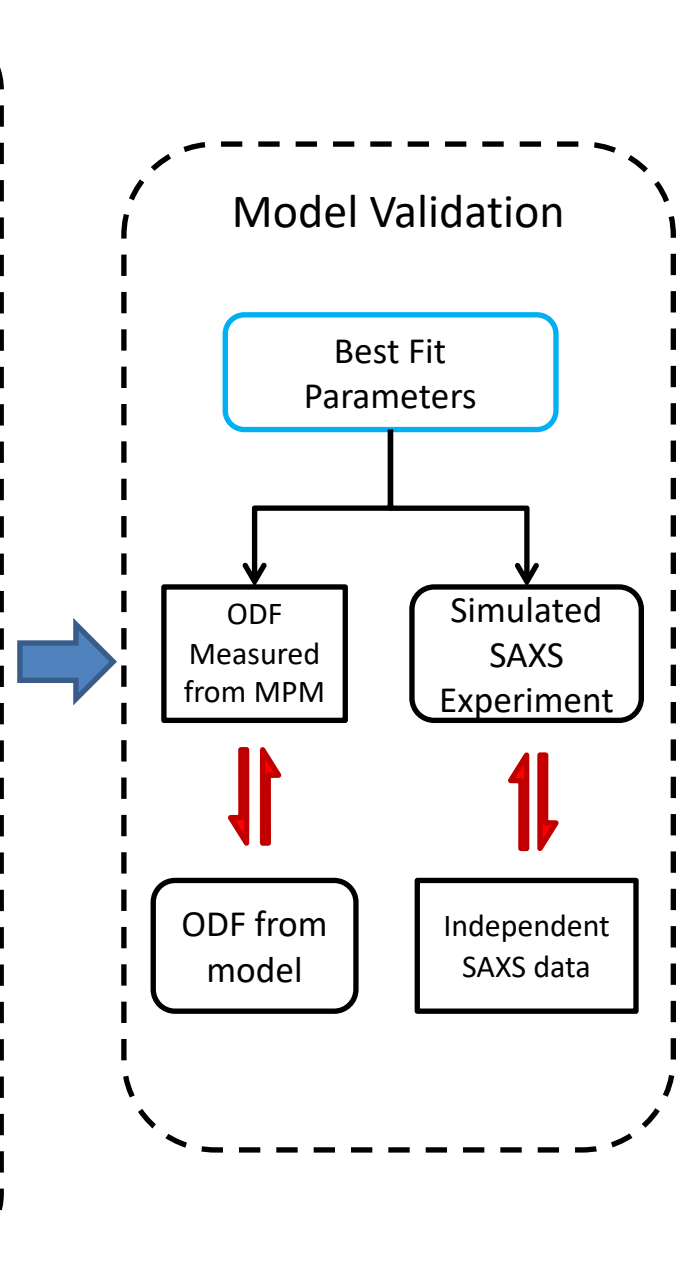 Model Validation
Best Fit
Parameters
ODF
Measured
from MPM
Simulated
SAXS
Experiment
ODF from
model
Independent
SAXS data